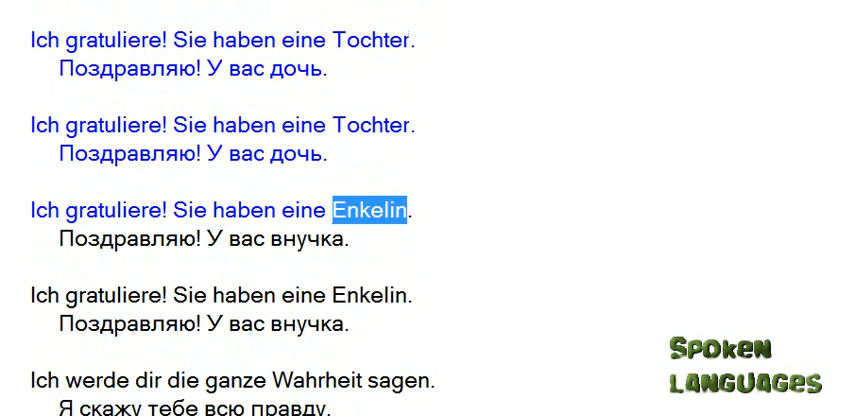 Ich gratuliere! Sie haben eine Tochter.
Поздравляю! У вас дочь.
Ich gratuliere! Sie haben eine Tochter.
Поздравляю! У вас дочь.
Ich gratuliere! Sie haben eine Enkelin.
Поздравляю! У вас внучка.
Ich gratuliere! Sie haben eine Enkelin.
Поздравляю! У вас внучка.
Ich werde dir die ganze Wahrheit sagen.
Я скажу тебе всю правду.
Spoken
Languages